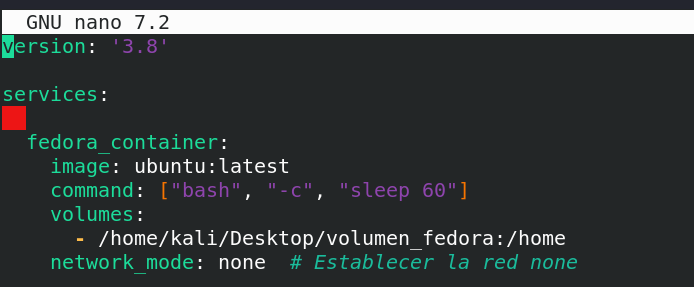 GNU nano 7.2
version: '3.8'
services:
fedora_container:
image: ubuntu:latest
command: ["bash", "-c", "sleep 60"]
volumes:
- /home/kali/Desktop/volumen_fedora:/home
network_mode: none  # Establecer la red none